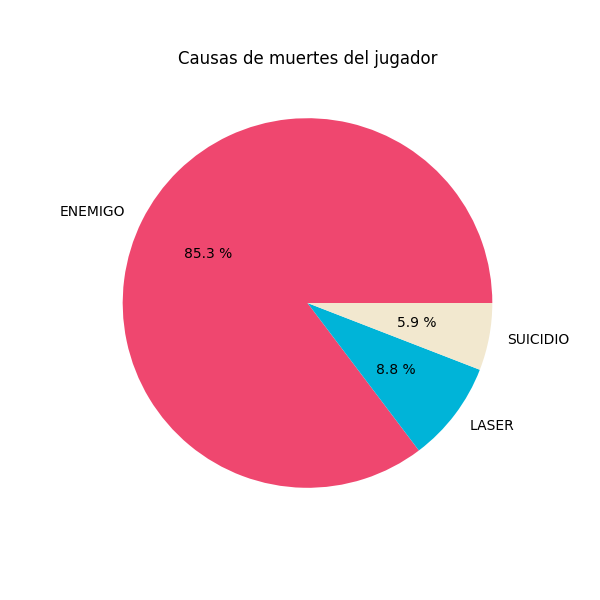 Causas de muertes del jugador
ENEMIGO
85.3 %
5.9 %
SUICIDIO
8.8 %
LASER